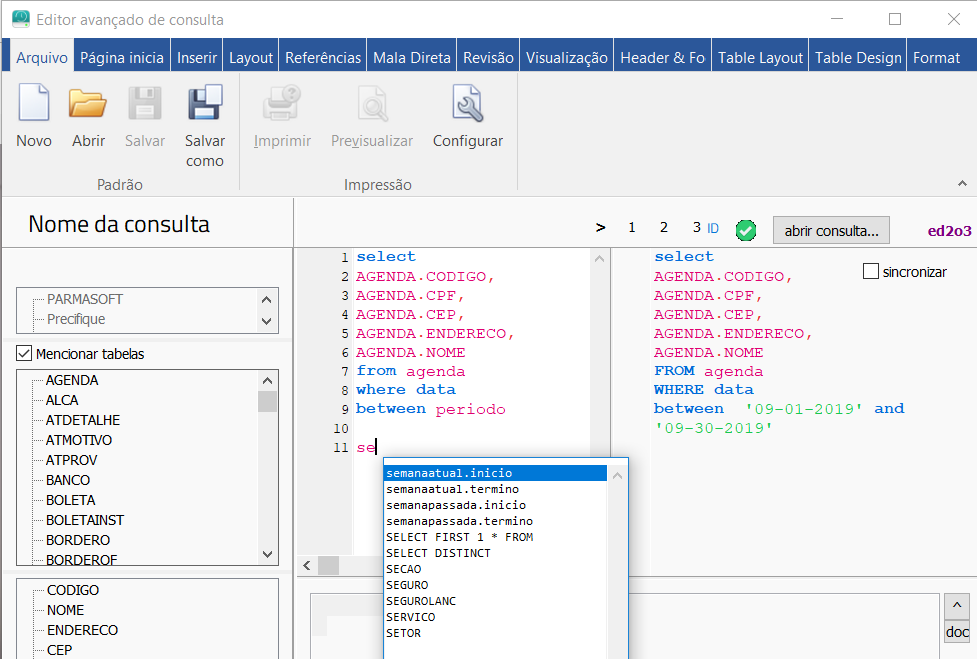 Editor avançado de consulta
Arquivo Página inicia Inserir Layout Referências Mala Direta Revisão Visualização Header & Fo Table Layout Table Design Format
Novo Abrir Salvar Salvar como Imprimir Previsualizar Configurar
Padrão Impressão
Nome da consulta
> 1 2 3 ID abrir consulta... ed2o3
PARMASOFT
Precifique
Mencionar tabelas
AGENDA
ALCA
ATDETALHE
ATMOTIVO
ATPROV
BANCO
BOLETA
BOLETAINST
BORDERO
BORDEROF
CODIGO
NOME
ENDERECO
CEP
1 select
2 AGENDA.CODIGO,
3 AGENDA.CPF,
4 AGENDA.CEP,
5 AGENDA.ENDERECO,
6 AGENDA.NOME
7 from agenda
8 where data
9 between periodo
10
11 se
semanaatual.inicio
semanaatual.termino
semanapassada.inicio
semanapassada.termino
SELECT FIRST 1 * FROM
SELECT DISTINCT
SECAO
SEGURO
SEGUROLANC
SERVICO
SETOR
select
AGENDA.CODIGO,
AGENDA.CPF,
AGENDA.CEP,
AGENDA.ENDERECO,
AGENDA.NOME
FROM agenda
WHERE data
between '09-01-2019' and
'09-30-2019'
sincronizar
doc